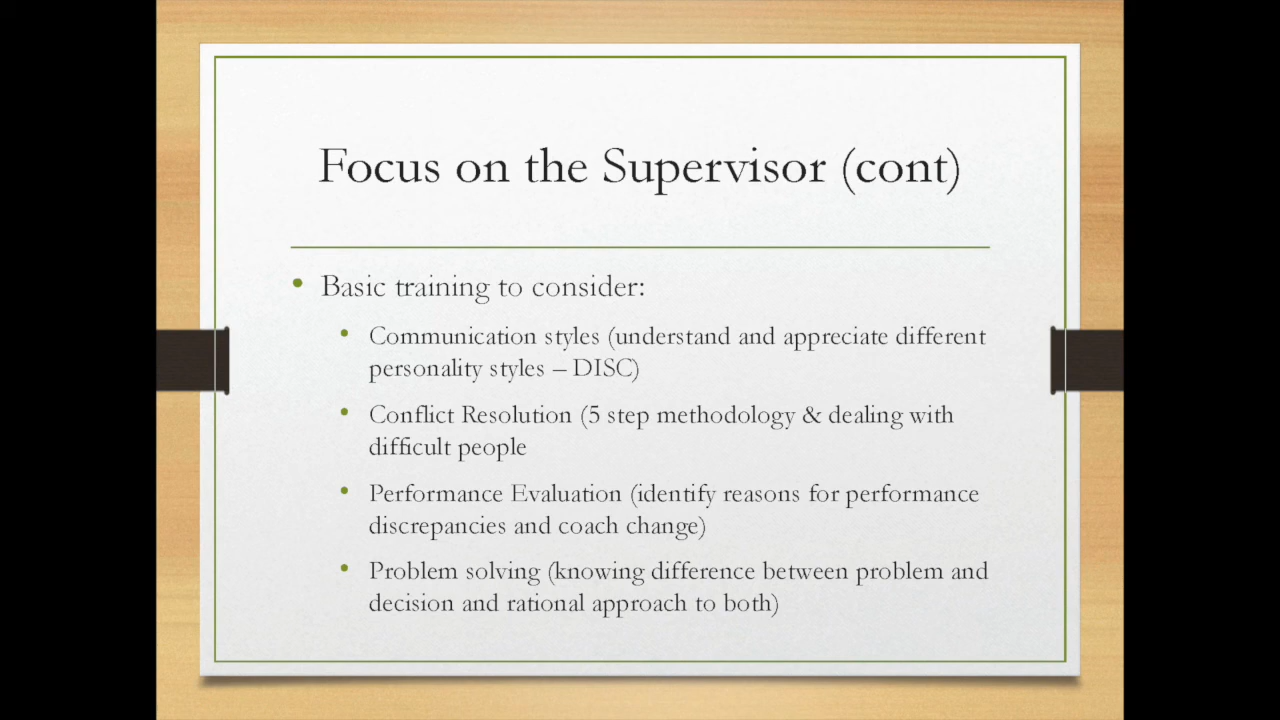 Focus on the Supervisor (cont)
• Basic training to consider:
• Communication styles (understand and appreciate different
personality styles – DISC)
• Conflict Resolution (5 step methodology & dealing with
difficult people
• Performance Evaluation (identify reasons for performance
discrepancies and coach change)
• Problem solving (knowing difference between problem and
decision and rational approach to both)